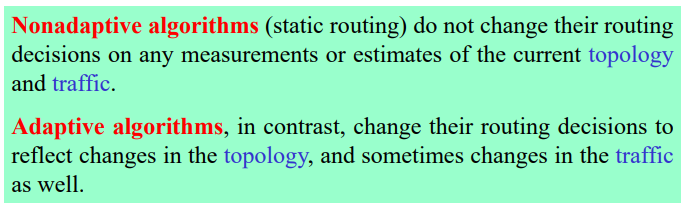 Nonadaptive algorithms (static routing) do not change their routing
decisions on any measurements or estimates of the current topology
and traffic.
Adaptive algorithms, in contrast, change their routing decisions to
reflect changes in the topology, and sometimes changes in the traffic
as well.